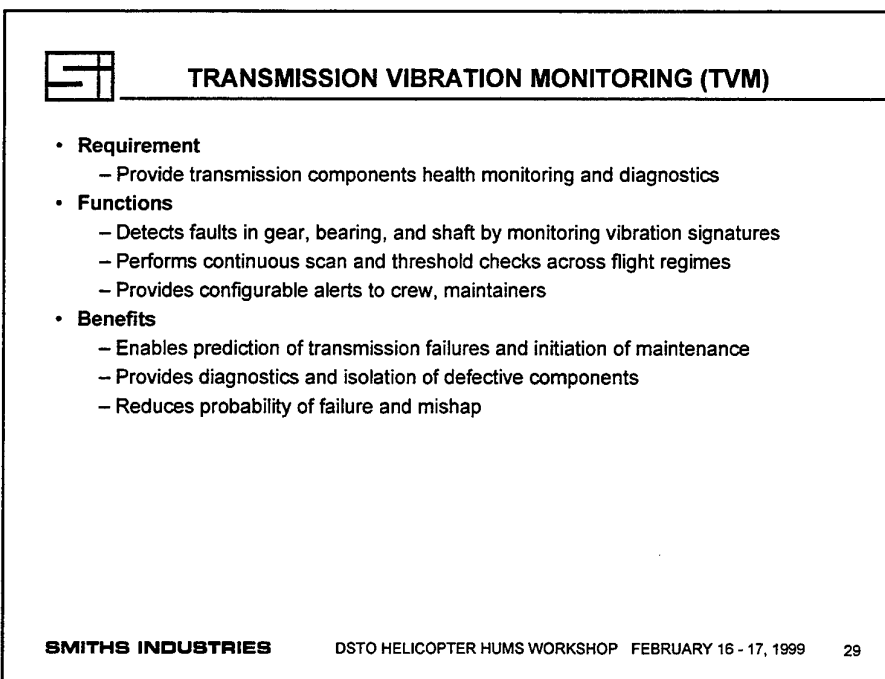 TRANSMISSION VIBRATION MONITORING (TVM)
• Requirement
– Provide transmission components health monitoring and diagnostics
• Functions
– Detects faults in gear, bearing, and shaft by monitoring vibration signatures
– Performs continuous scan and threshold checks across flight regimes
– Provides configurable alerts to crew, maintainers
• Benefits
– Enables prediction of transmission failures and initiation of maintenance
– Provides diagnostics and isolation of defective components
– Reduces probability of failure and mishap
SMITHS INDUSTRIES DSTO HELICOPTER HUMS WORKSHOP FEBRUARY 16 - 17, 1999 29